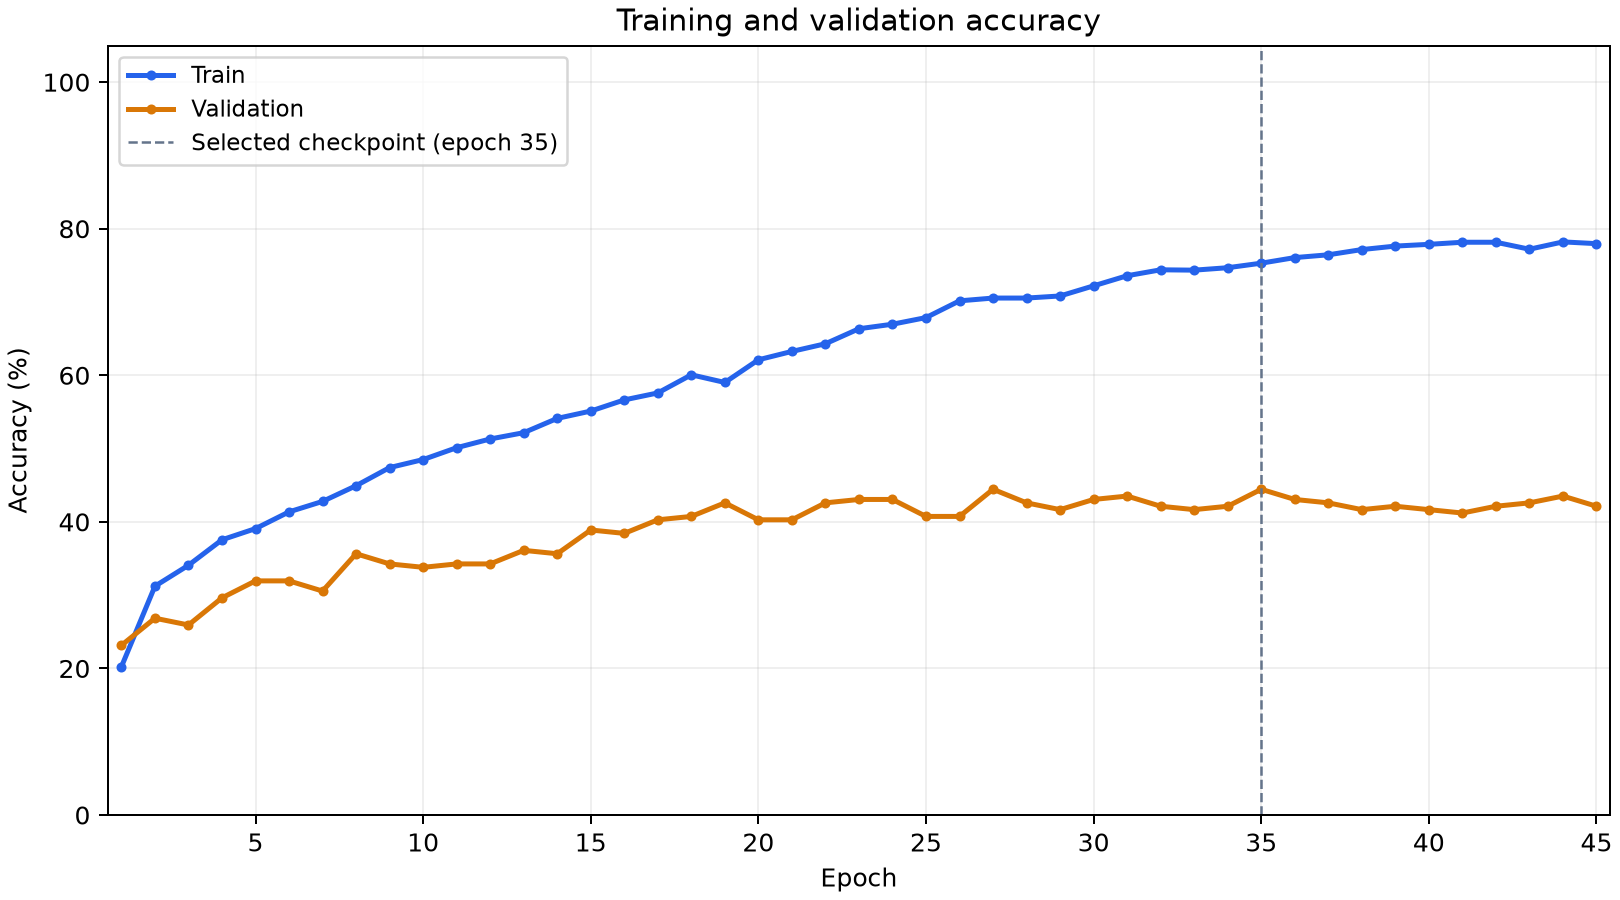 Training and validation accuracy
Train
Validation
Selected checkpoint (epoch 35)
100
80
60
40
20
0
Accuracy (%)
5 10 15 20 25 30 35 40 45
Epoch